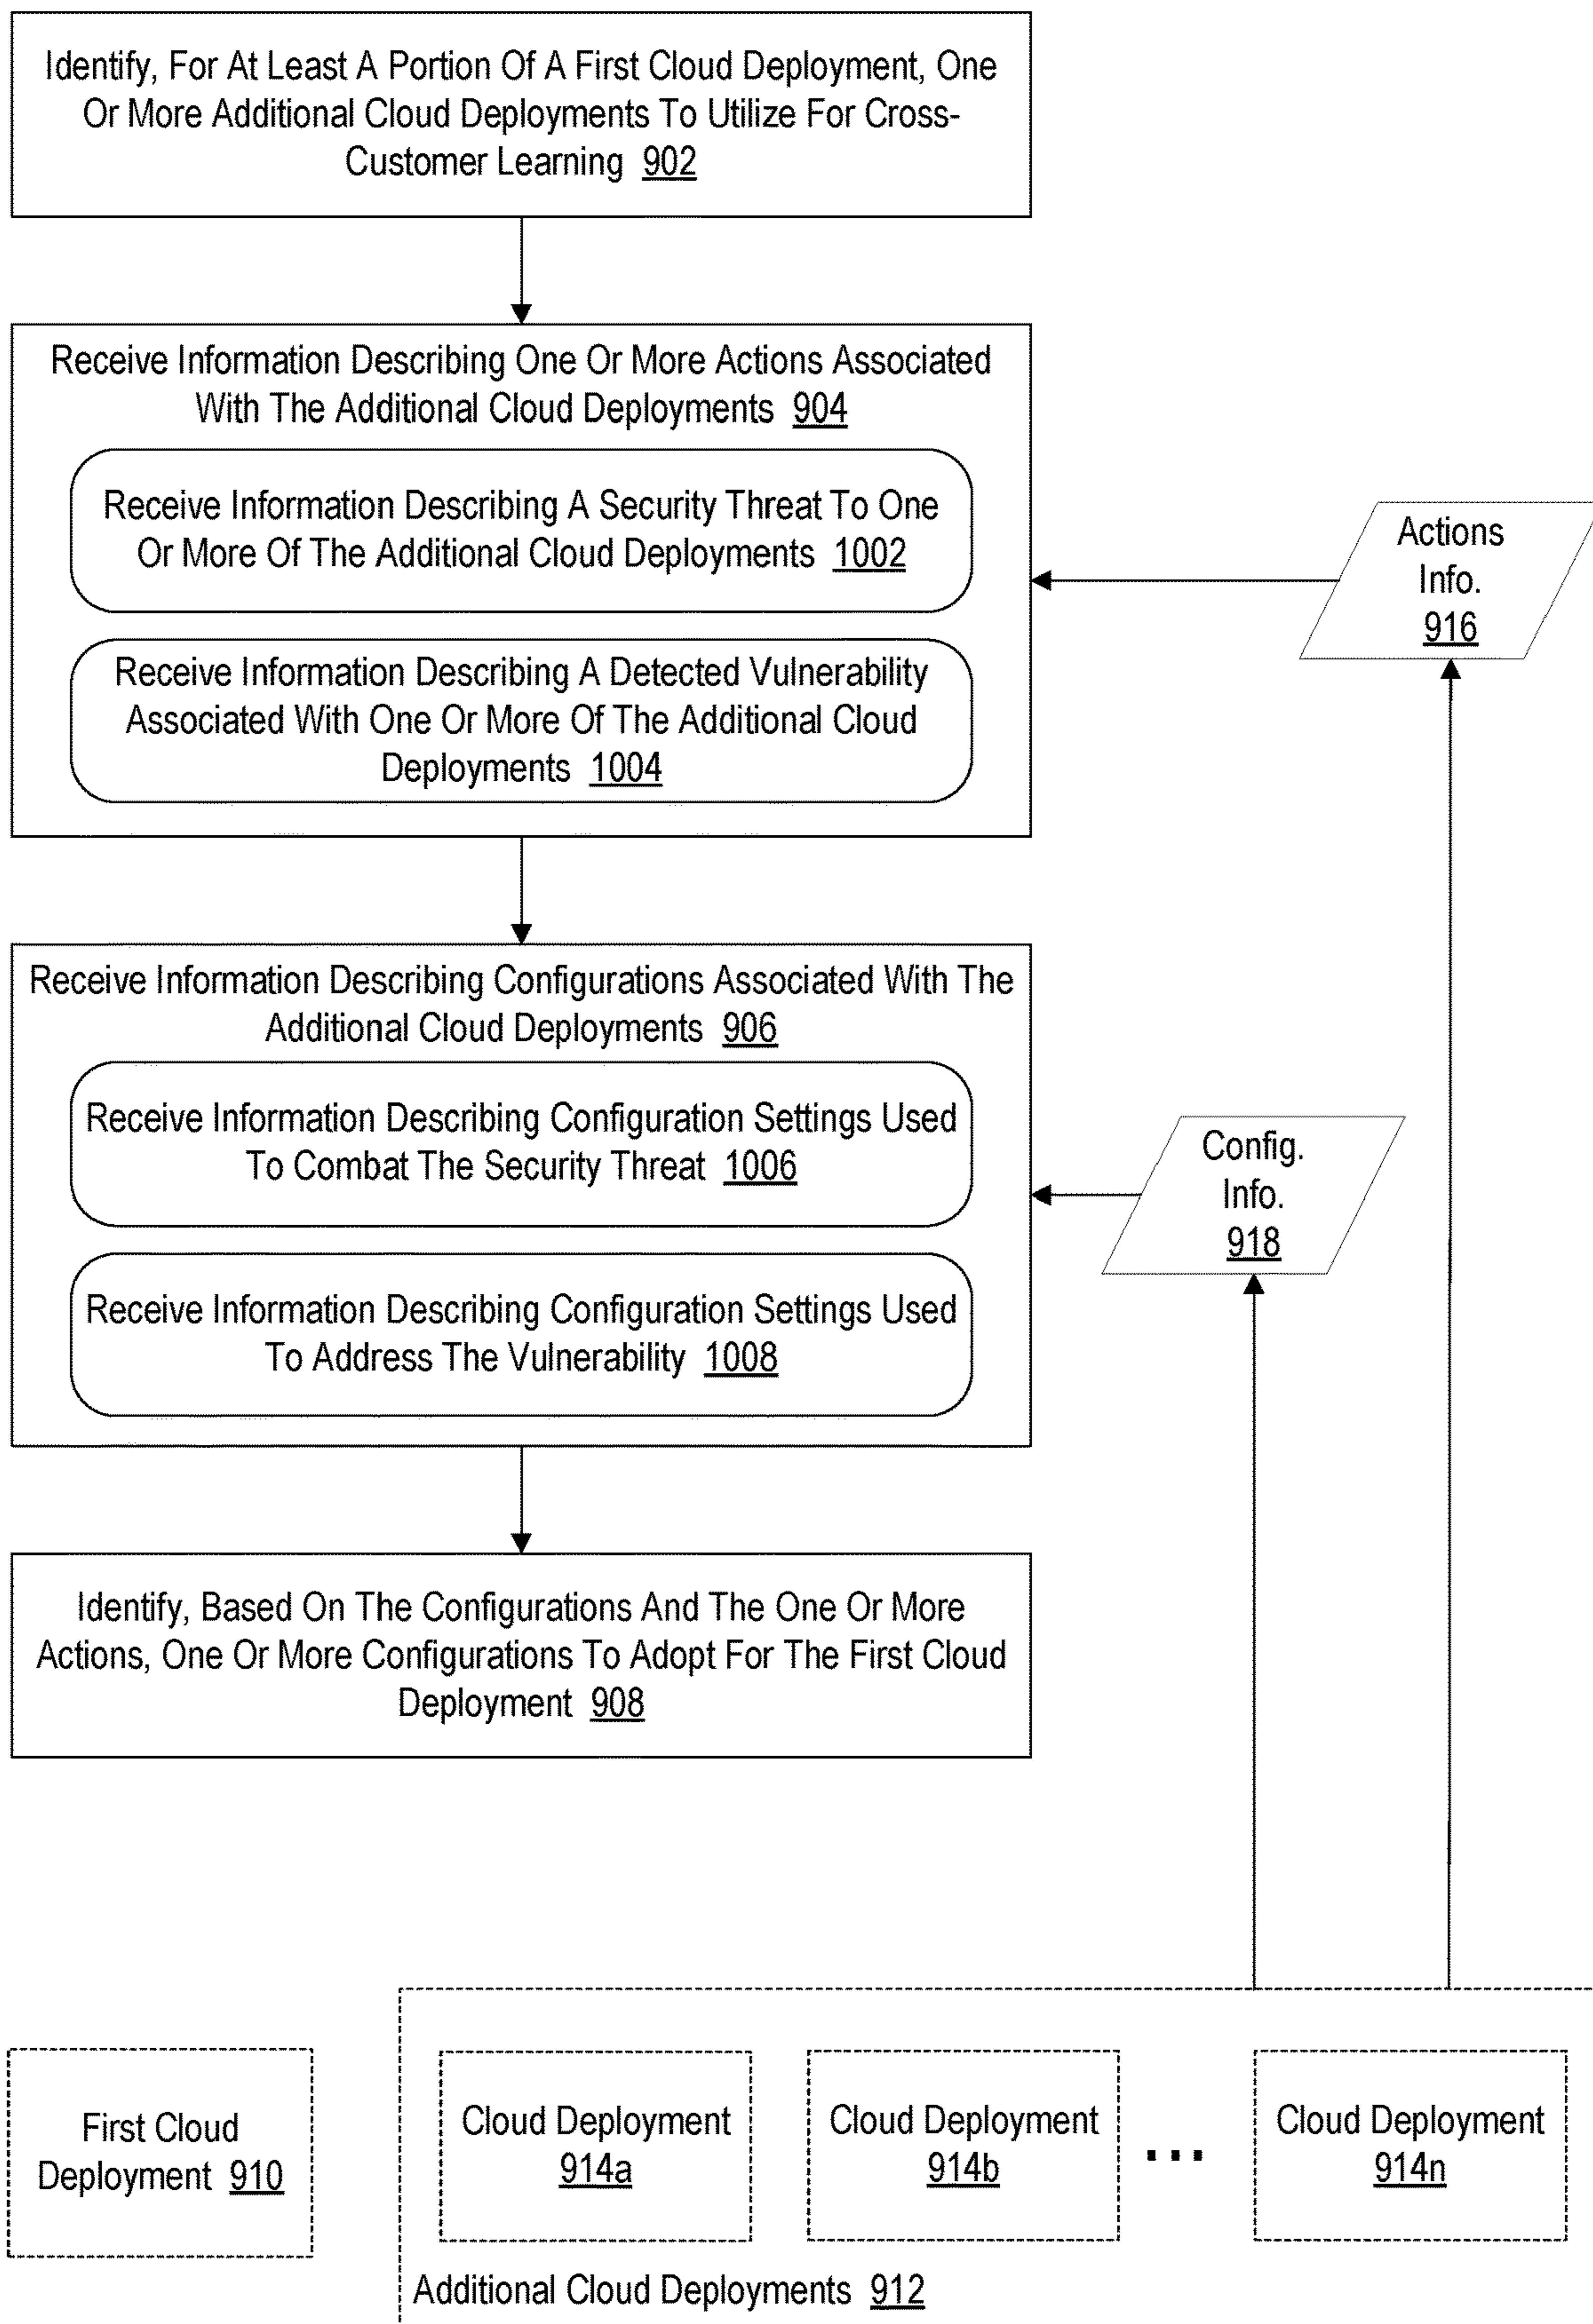 Identify, For At Least A Portion Of A First Cloud Deployment, One
Or More Additional Cloud Deployments To Utilize For Cross-
Customer Learning 902
Receive Information Describing One Or More Actions Associated
With The Additional Cloud Deployments 904
Receive Information Describing A Security Threat To One
Or More Of The Additional Cloud Deployments 1002
Receive Information Describing A Detected Vulnerability
Associated With One Or More Of The Additional Cloud
Deployments 1004
Actions
Info.
916
Receive Information Describing Configurations Associated With The
Additional Cloud Deployments 906
Receive Information Describing Configuration Settings Used
To Combat The Security Threat 1006
Receive Information Describing Configuration Settings Used
To Address The Vulnerability 1008
Config.
Info.
918
Identify, Based On The Configurations And The One Or More
Actions, One Or More Configurations To Adopt For The First Cloud
Deployment 908
First Cloud
Deployment 910
Cloud Deployment
914a
Cloud Deployment
914b
...
Cloud Deployment
914n
Additional Cloud Deployments 912